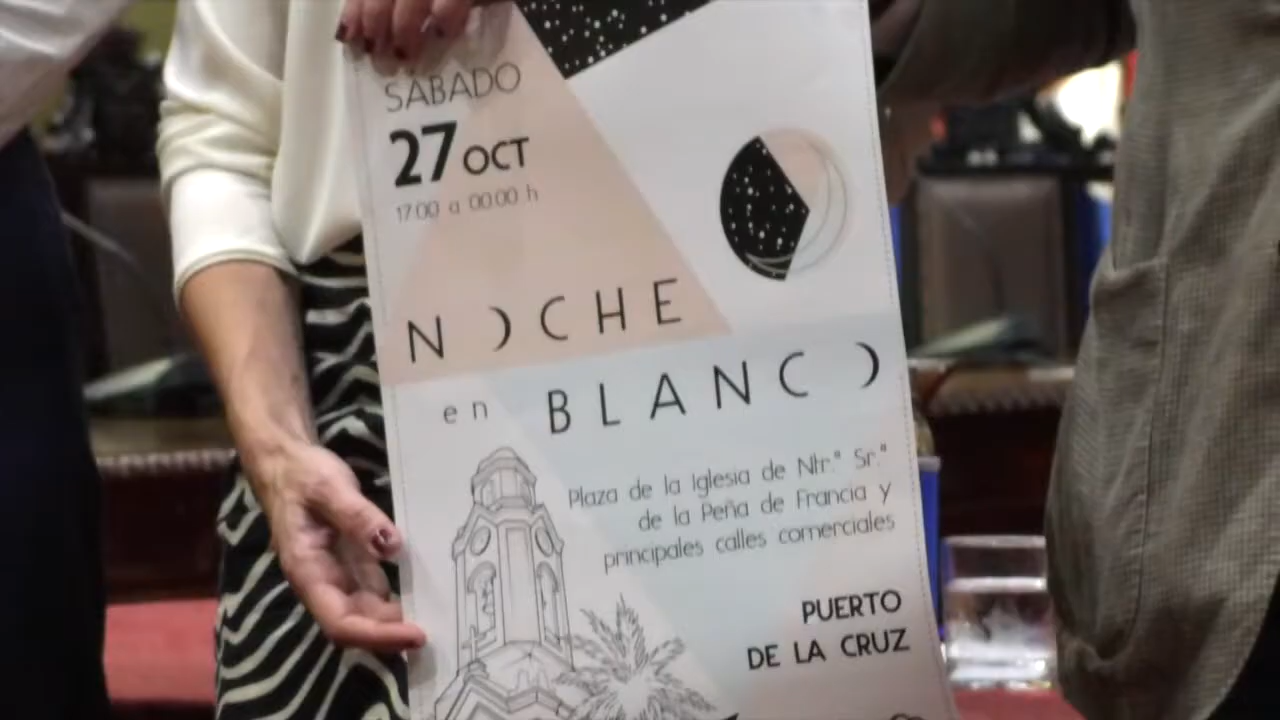 SÁBADO
27 OCT
17:00 a 00:00 h
NOCHE
en BLANCO
Plaza de la Iglesia de Ntr.ª Sr.ª
de la Peña de Francia y
principales calles comerciales
PUERTO
DE LA CRUZ